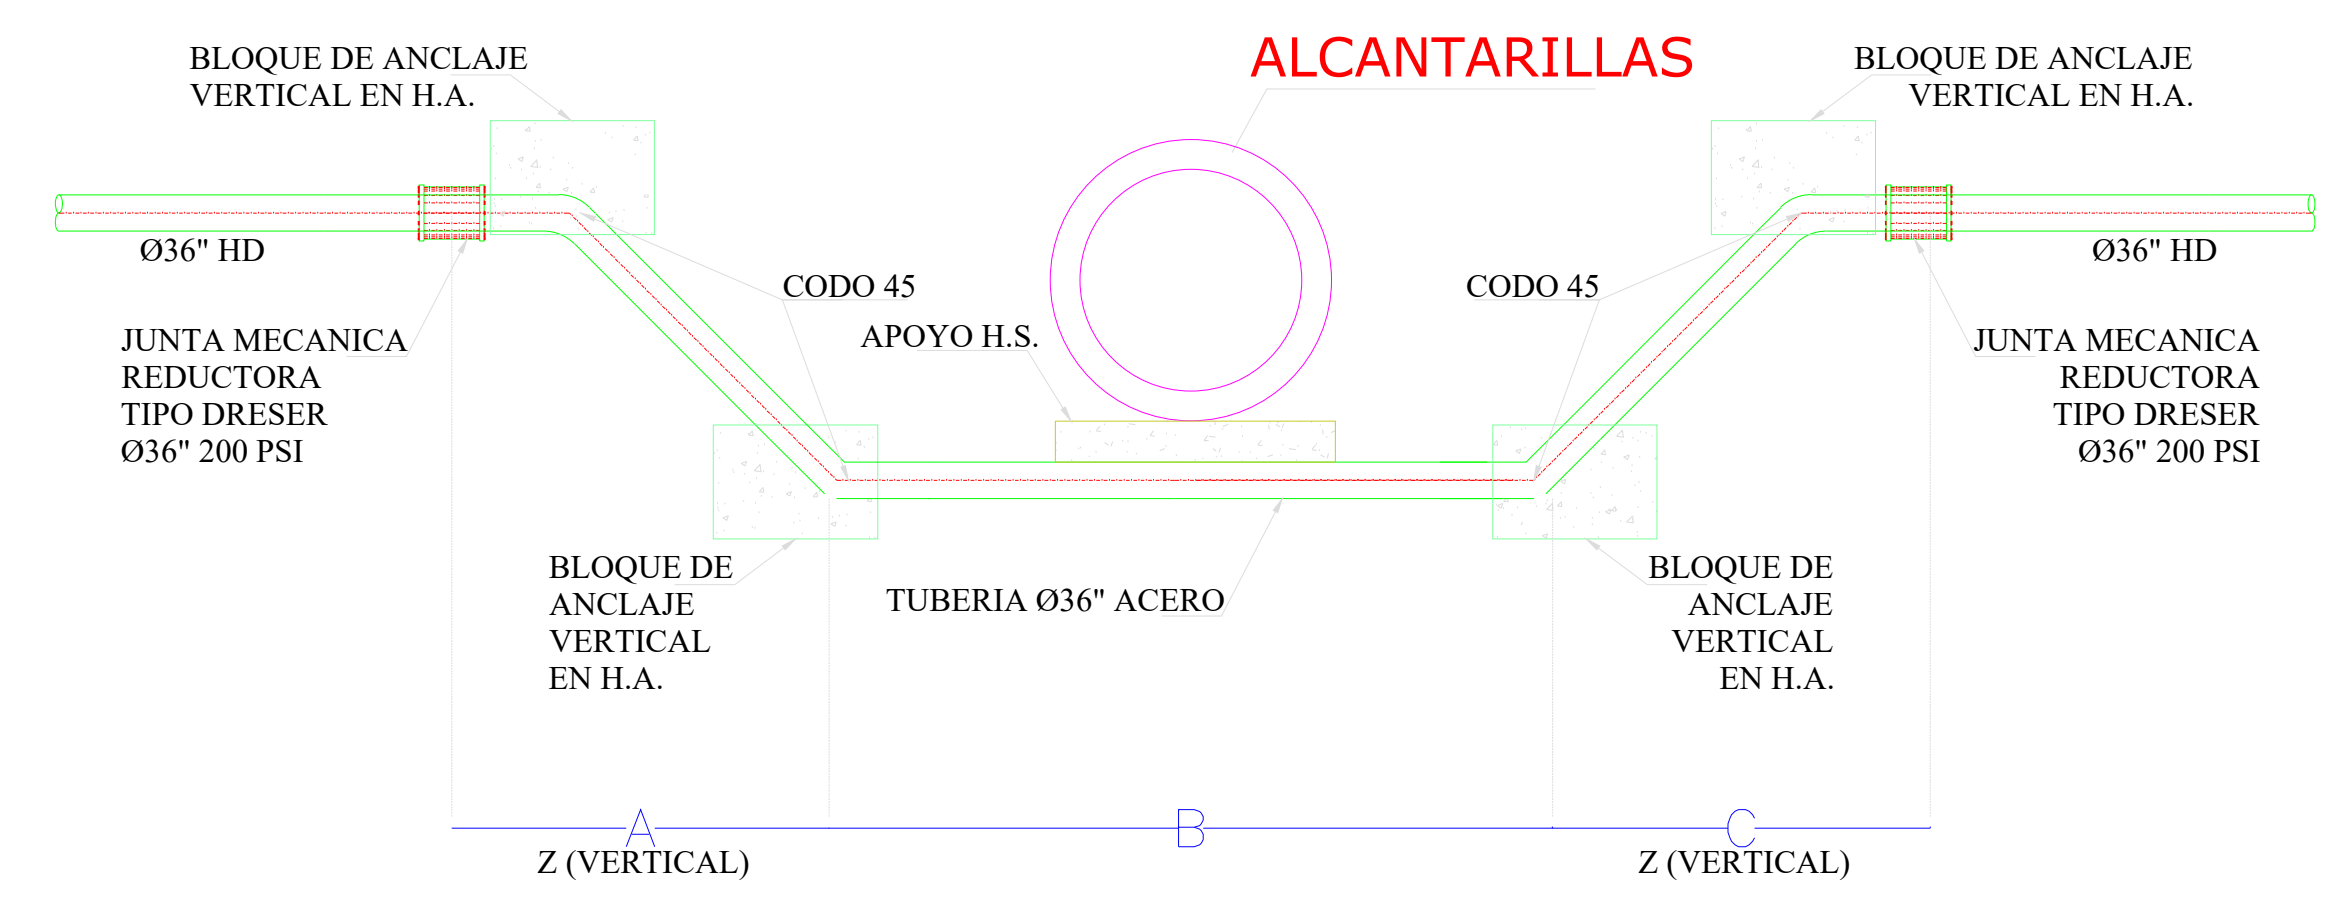 ALCANTARILLAS
BLOQUE DE ANCLAJE
VERTICAL EN H.A.
BLOQUE DE ANCLAJE
VERTICAL EN H.A.
Ø36" HD
Ø36" HD
CODO 45
CODO 45
APOYO H.S.
JUNTA MECANICA
REDUCTORA
TIPO DRESER
Ø36" 200 PSI
JUNTA MECANICA
REDUCTORA
TIPO DRESER
Ø36" 200 PSI
BLOQUE DE
ANCLAJE
VERTICAL
EN H.A.
TUBERIA Ø36" ACERO
BLOQUE DE
ANCLAJE
VERTICAL
EN H.A.
A
B
C
Z (VERTICAL)
Z (VERTICAL)